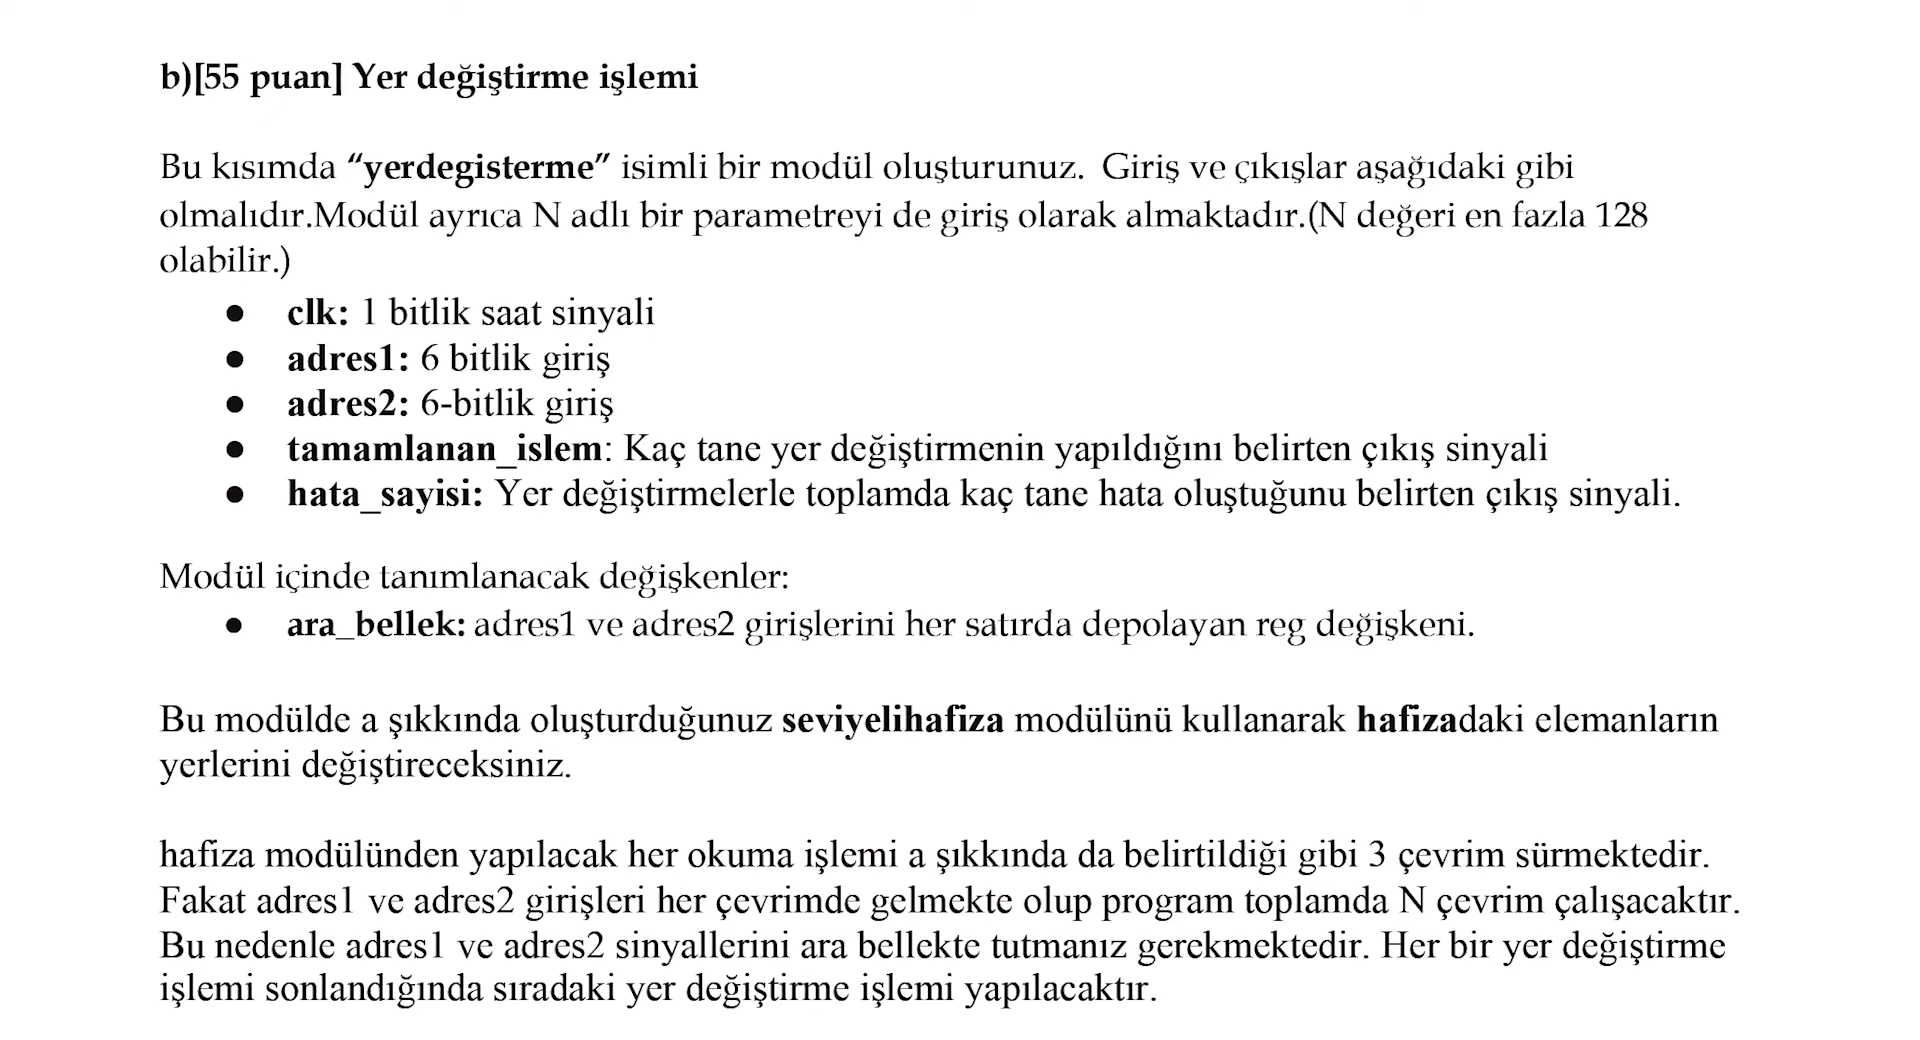 b)[55 puan] Yer değiştirme işlemi
Bu kısımda “yerdegisterme” isimli bir modül oluşturunuz. Giriş ve çıkışlar aşağıdaki gibi
olmalıdır.Modül ayrıca N adlı bir parametreyi de giriş olarak almaktadır.(N değeri en fazla 128
olabilir.)
● clk: 1 bitlik saat sinyali
● adres1: 6 bitlik giriş
● adres2: 6-bitlik giriş
● tamamlanan_islem: Kaç tane yer değiştirmenin yapıldığını belirten çıkış sinyali
● hata_sayisi: Yer değiştirmelerle toplamda kaç tane hata oluştuğunu belirten çıkış sinyali.
Modül içinde tanımlanacak değişkenler:
● ara_bellek: adres1 ve adres2 girişlerini her satırda depolayan reg değişkeni.
Bu modülde a şıkkında oluşturduğunuz seviyelihafiza modülünü kullanarak hafizadaki elemanların
yerlerini değiştireceksiniz.
hafiza modülünden yapılacak her okuma işlemi a şıkkında da belirtildiği gibi 3 çevrim sürmektedir.
Fakat adres1 ve adres2 girişleri her çevrimde gelmekte olup program toplamda N çevrim çalışacaktır.
Bu nedenle adres1 ve adres2 sinyallerini ara bellekte tutmanız gerekmektedir. Her bir yer değiştirme
işlemi sonlandığında sıradaki yer değiştirme işlemi yapılacaktır.